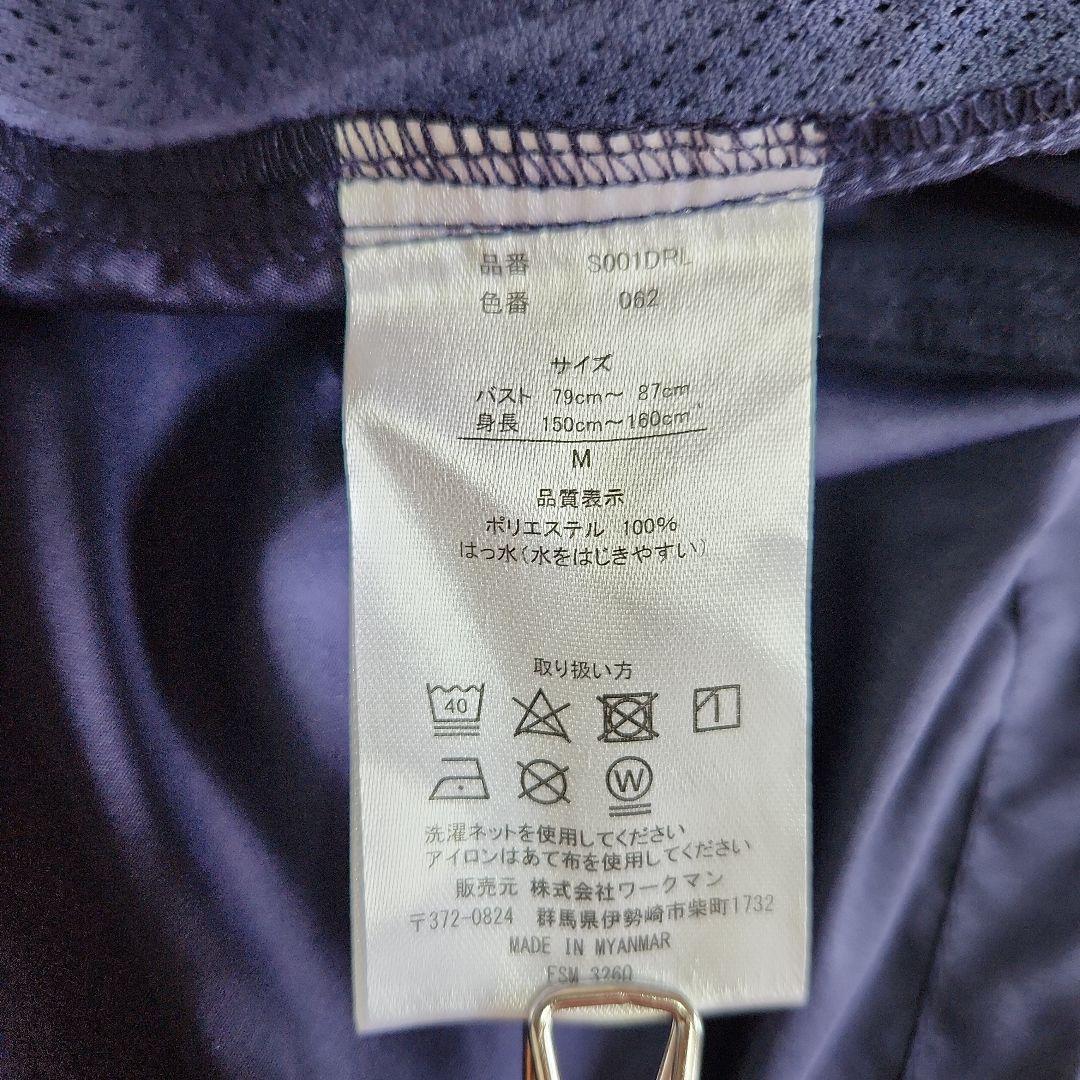 品番 S001DRL
色番 062
サイズ
バスト 79cm〜 87cm
身長 150cm〜160cm
M
品質表示
ポリエステル 100%
はっ水(水をはじきやすい)
取り扱い方
40
W
洗濯ネットを使用してください
アイロンはあて布を使用してください
販売元 株式会社ワークマン
〒372-0824 群馬県伊勢崎市柴町1732
MADE IN MYANMAR
FSM 3260